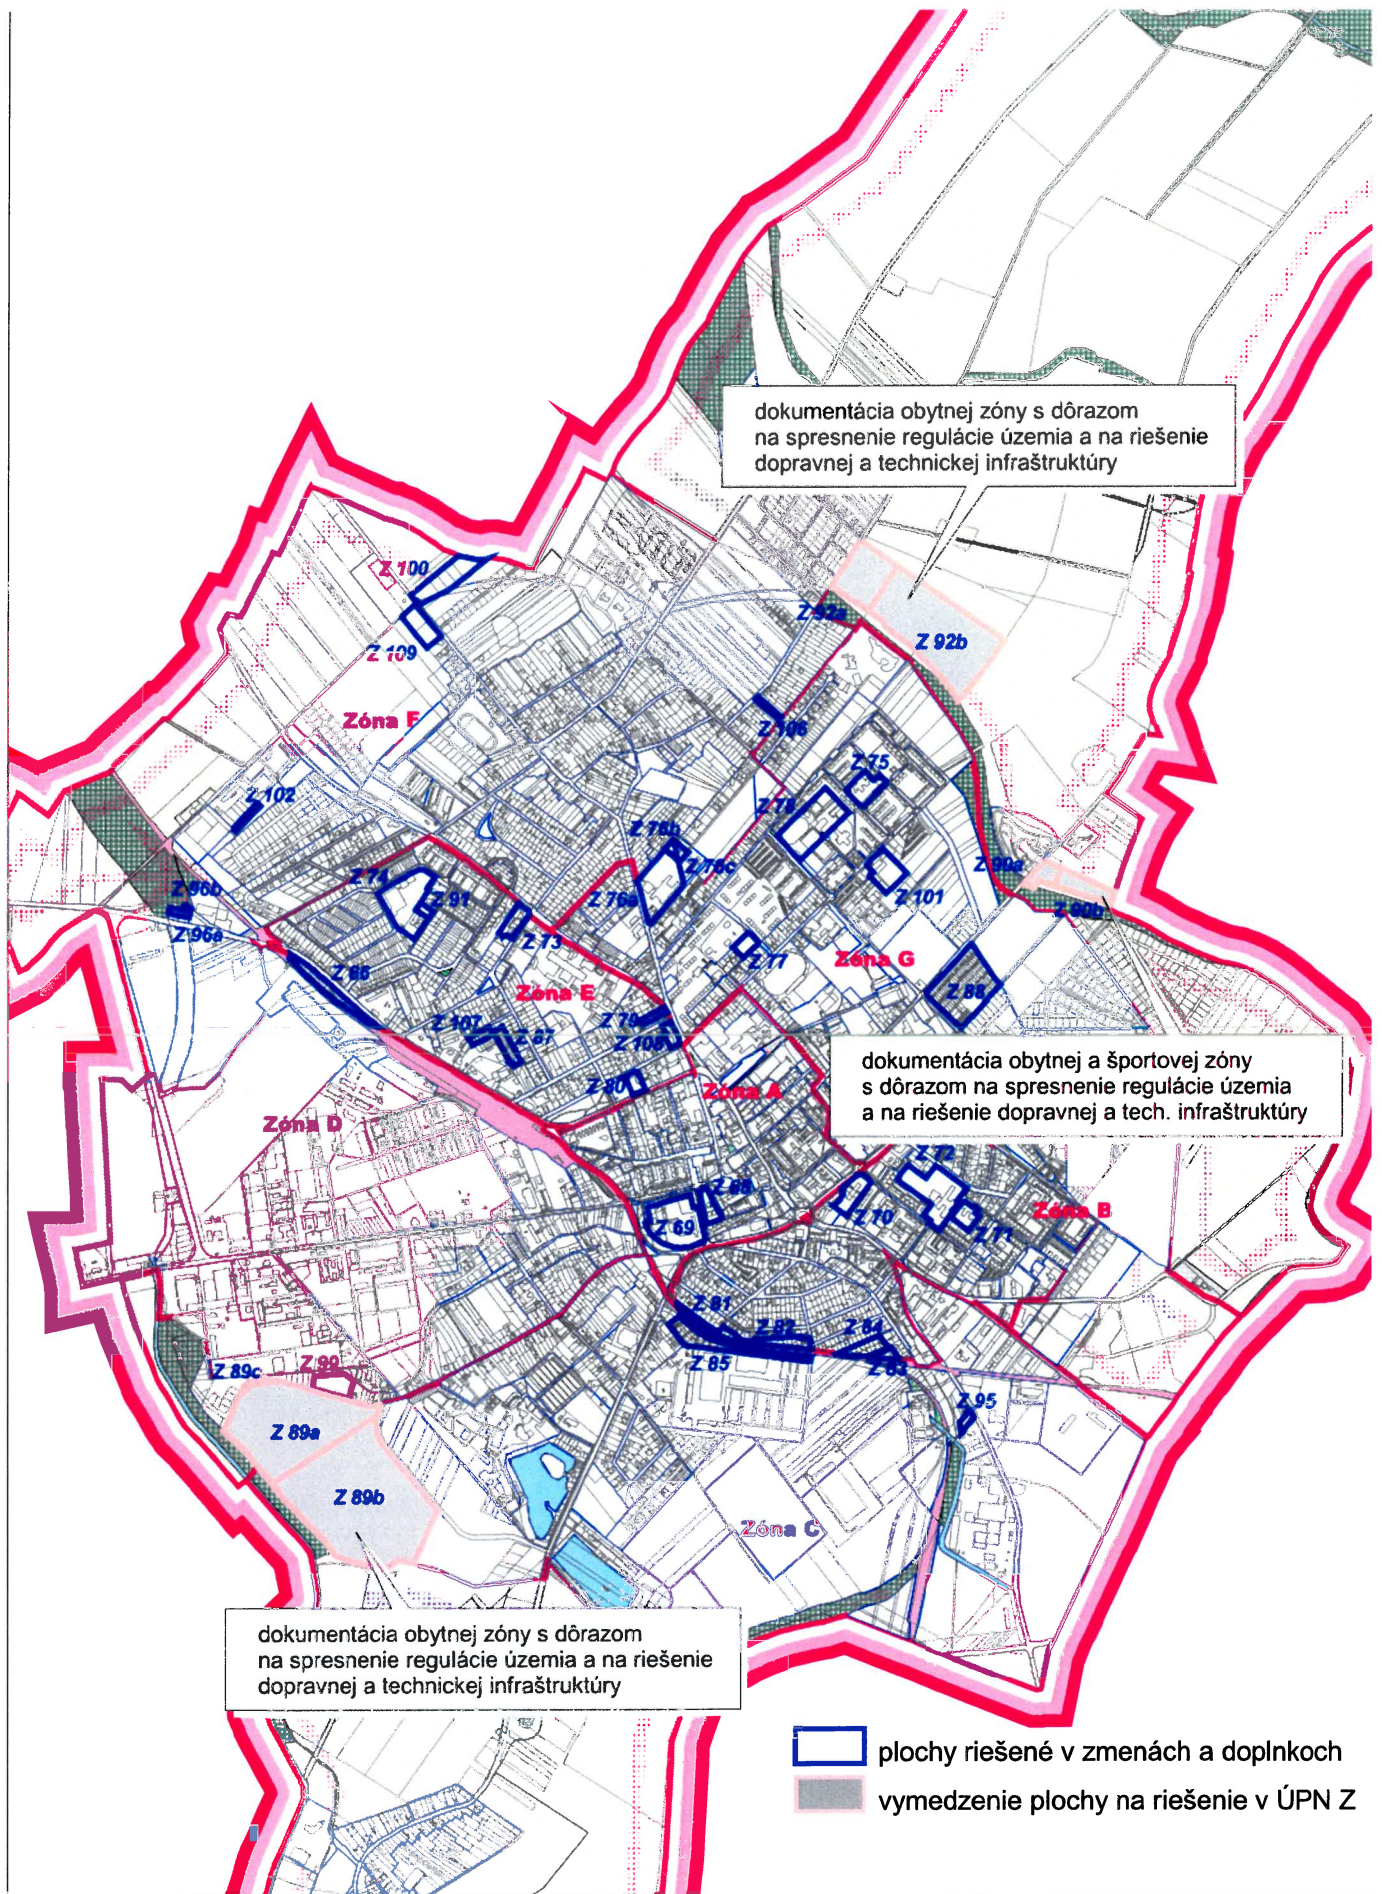 dokumentácia obytnej zóny s dôrazom
na spresnenie regulácie územia a na riešenie
dopravnej a technickej infraštruktúry
Z 100
Z 109
Z 92a
Z 92b
Zóna F
Z 106
Z 75
Z 102
Z 78
Z 76b
Z 76c
Z 74
Z 91
Z 76a
Z 101
Z 90a
Z 90b
Z 96b
Z 96a
Z 73
Z 77
Zóna G
Z 86
Zóna E
Z 88
Z 107
Z 87
Z 79
Z 108
Z 80
Zóna A
dokumentácia obytnej a športovej zóny
s dôrazom na spresnenie regulácie územia
a na riešenie dopravnej a tech. infraštruktúry
Zóna D
Z 72
Z 68
Z 69
Z 70
Z 71
Zóna B
Z 81
Z 82
Z 84
Z 83
Z 85
Z 89c
Z 99
Z 95
Z 89a
Z 89b
Zóna C
dokumentácia obytnej zóny s dôrazom
na spresnenie regulácie územia a na riešenie
dopravnej a technickej infraštruktúry
plochy riešené v zmenách a doplnkoch
vymedzenie plochy na riešenie v ÚPN Z